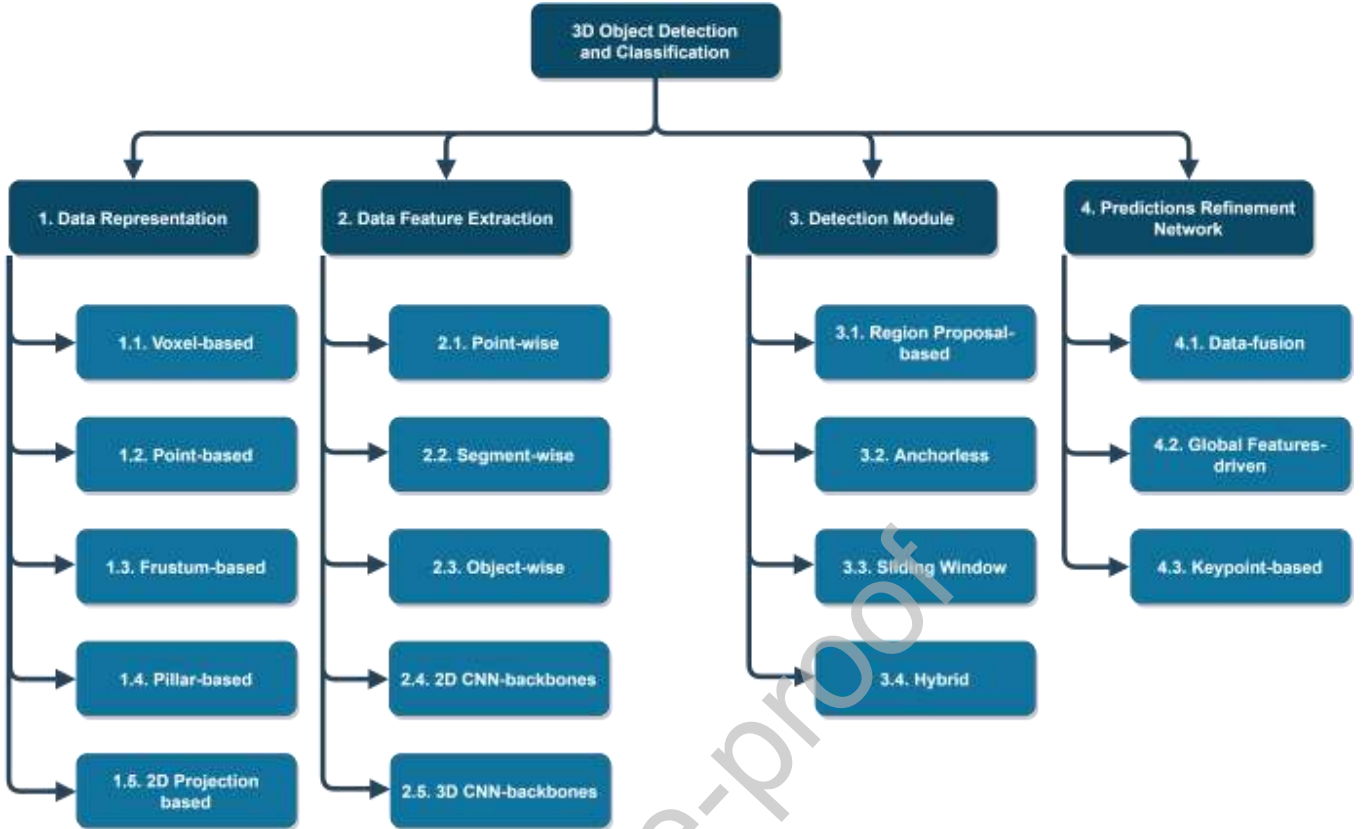 3D Object Detection
and Classification
1. Data Representation
2. Data Feature Extraction
3. Detection Module
4. Predictions Refinement
Network
1.1. Voxel-based
2.1. Point-wise
3.1. Region Proposal-
based
4.1. Data-fusion
1.2. Point-based
2.2. Segment-wise
3.2. Anchorless
4.2. Global Features-
driven
1.3. Frustum-based
2.3. Object-wise
3.3. Sliding Window
4.3. Keypoint-based
1.4. Pillar-based
2.4. 2D CNN-backbones
3.4. Hybrid
1.5. 2D Projection
based
2.5. 3D CNN-backbones
e-proof